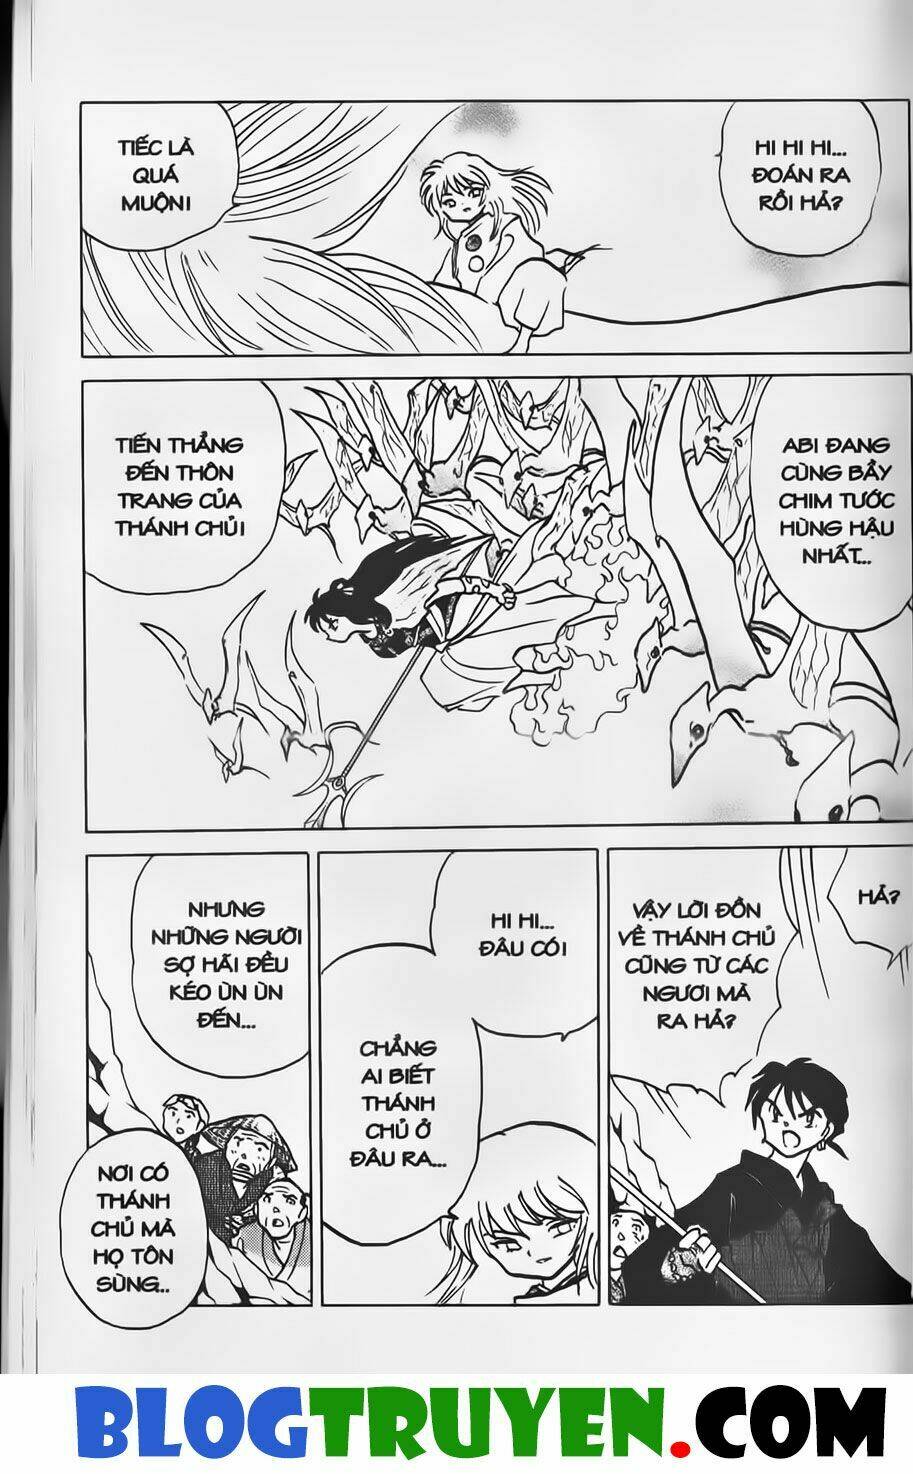 HI HI HI...
ĐOÁN RA
RỒI HẢ?
TIẾC LÀ
QUÁ
MUỘN!
ABI ĐANG
CÙNG BẦY
CHIM TƯỚC
HÙNG HẬU
NHẤT...
TIẾN THẲNG
ĐẾN THÔN
TRANG CỦA
THÁNH CHỦ!
HẢ?
VẬY LỜI ĐỒN
VỀ THÁNH CHỦ
CŨNG TỪ CÁC
NGƯƠI MÀ
RA HẢ?
HI HI...
ĐÂU CÓ!
CHẲNG
AI BIẾT
THÁNH
CHỦ Ở
ĐÂU RA...
NHƯNG
NHỮNG NGƯỜI
SỢ HÃI ĐỀU
KÉO ÙN ÙN
ĐẾN...
NƠI CÓ
THÁNH
CHỦ MÀ
HỌ TÔN
SÙNG...
BLOGTRUYEN.COM